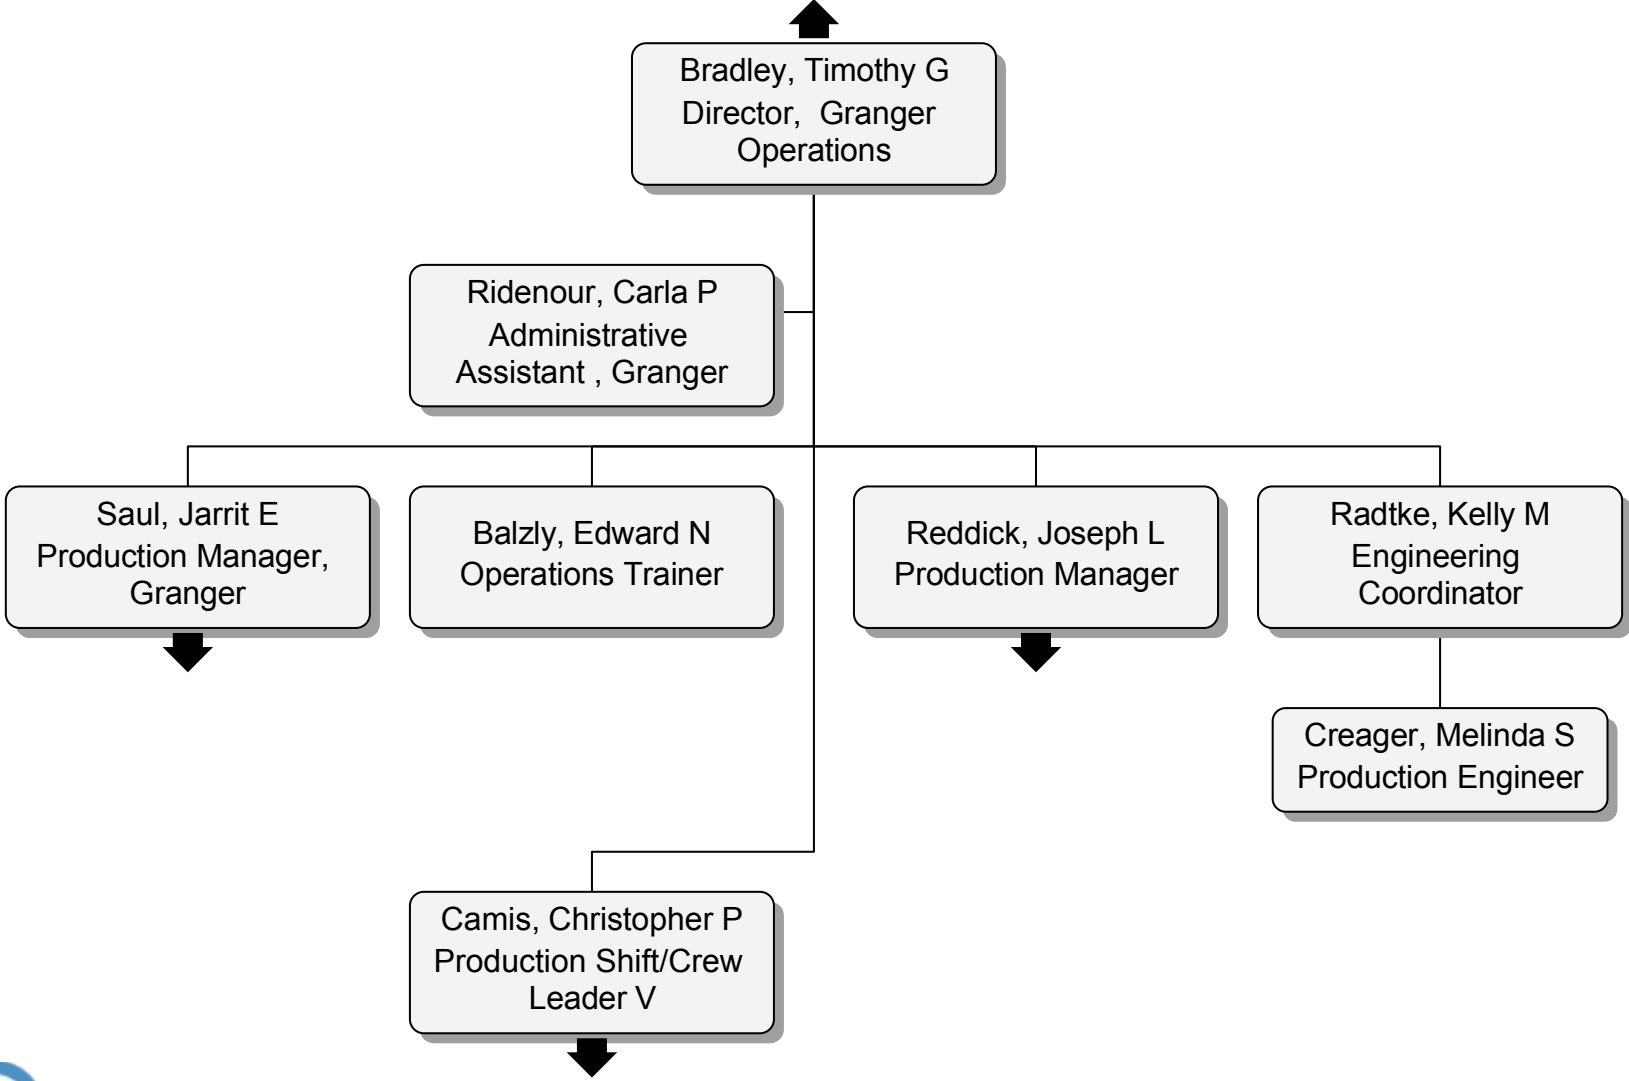 Bradley, Timothy G
Director, Granger
Operations
Ridenour, Carla P
Administrative
Assistant , Granger
Saul, Jarrit E
Production Manager,
Granger
Balzly, Edward N
Operations Trainer
Reddick, Joseph L
Production Manager
Radtke, Kelly M
Engineering
Coordinator
Creager, Melinda S
Production Engineer
Camis, Christopher P
Production Shift/Crew
Leader V